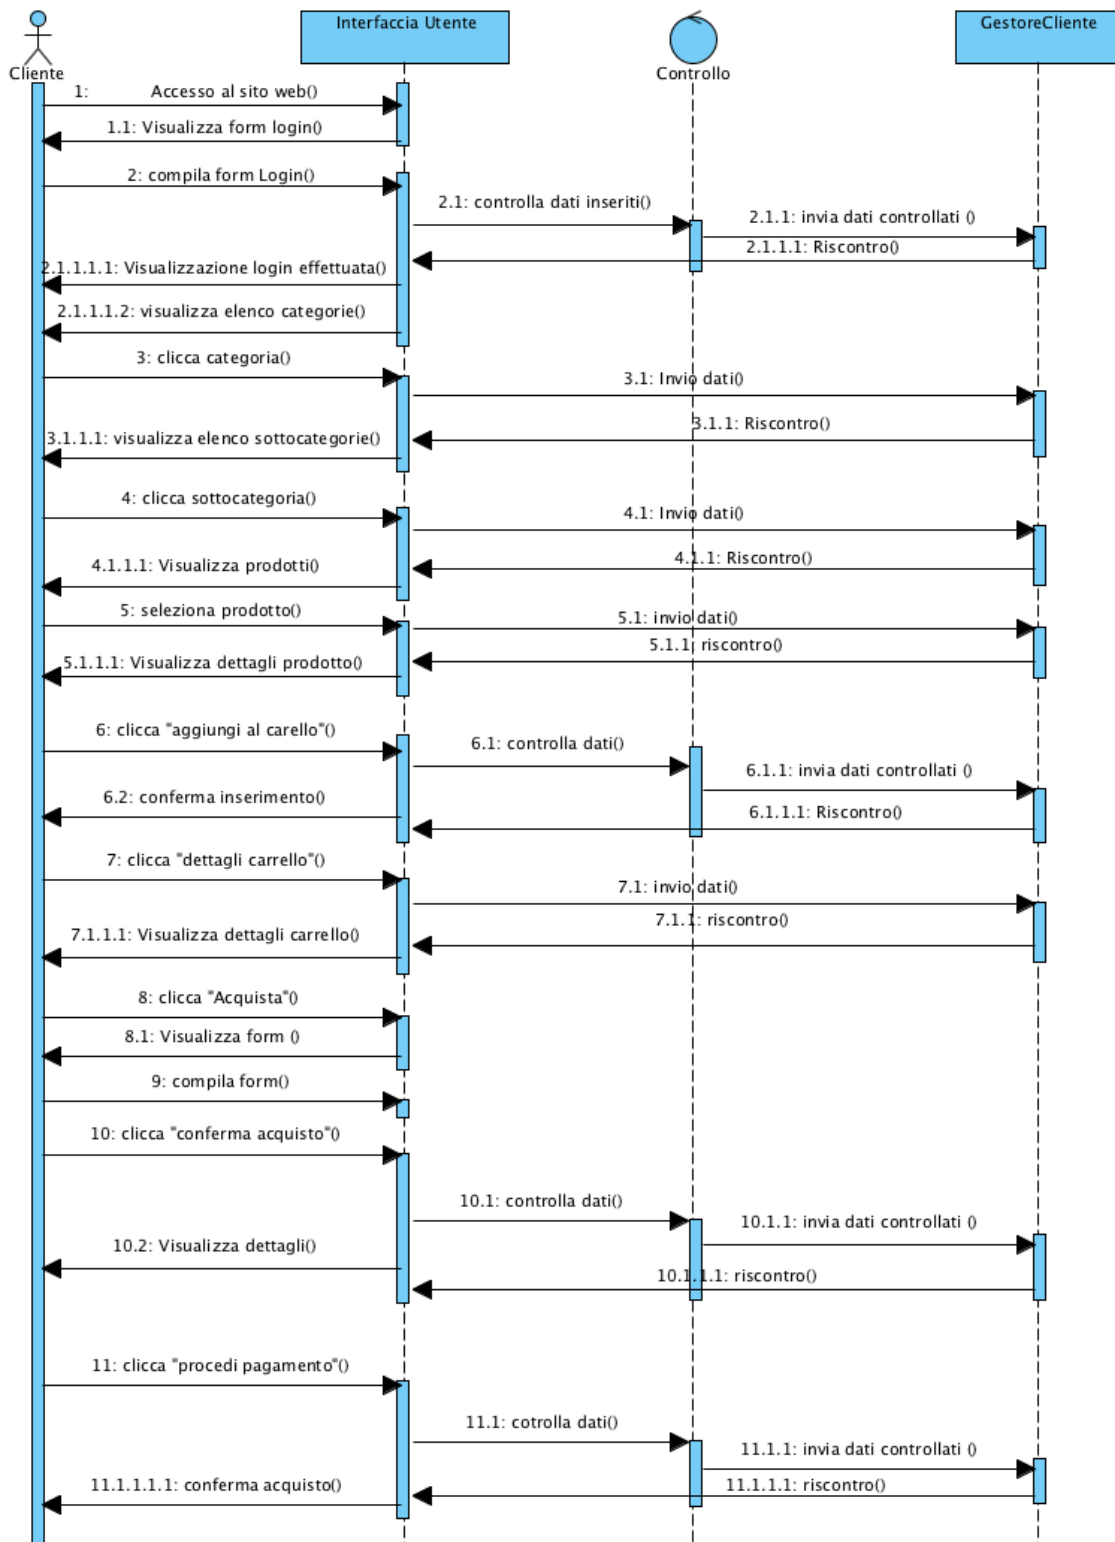 Interfaccia Utente
GestoreCliente
Cliente
Controllo
1: Accesso al sito web()
1.1: Visualizza form login()
2: compila form Login()
2.1: controlla dati inseriti()
2.1.1: invia dati controllati ()
2.1.1.1: Riscontro()
2.1.1.1.1: Visualizzazione login effettuata()
2.1.1.1.2: visualizza elenco categorie()
3: clicca categoria()
3.1: Invio dati()
3.1.1: Riscontro()
3.1.1.1: visualizza elenco sottocategorie()
4: clicca sottocategoria()
4.1: Invio dati()
4.1.1: Riscontro()
4.1.1.1: Visualizza prodotti()
5: seleziona prodotto()
5.1: invio dati()
5.1.1: riscontro()
5.1.1.1: Visualizza dettagli prodotto()
6: clicca "aggiungi al carello"()
6.1: controlla dati()
6.1.1: invia dati controllati ()
6.2: conferma inserimento()
6.1.1.1: Riscontro()
7: clicca "dettagli carrello"()
7.1: invio dati()
7.1.1: riscontro()
7.1.1.1: Visualizza dettagli carrello()
8: clicca "Acquista"()
8.1: Visualizza form ()
9: compila form()
10: clicca "conferma acquisto"()
10.1: controlla dati()
10.1.1: invia dati controllati ()
10.2: Visualizza dettagli()
10.1.1.1: riscontro()
11: clicca "procedi pagamento"()
11.1: cotrolla dati()
11.1.1: invia dati controllati ()
11.1.1.1: riscontro()
11.1.1.1.1: conferma acquisto()